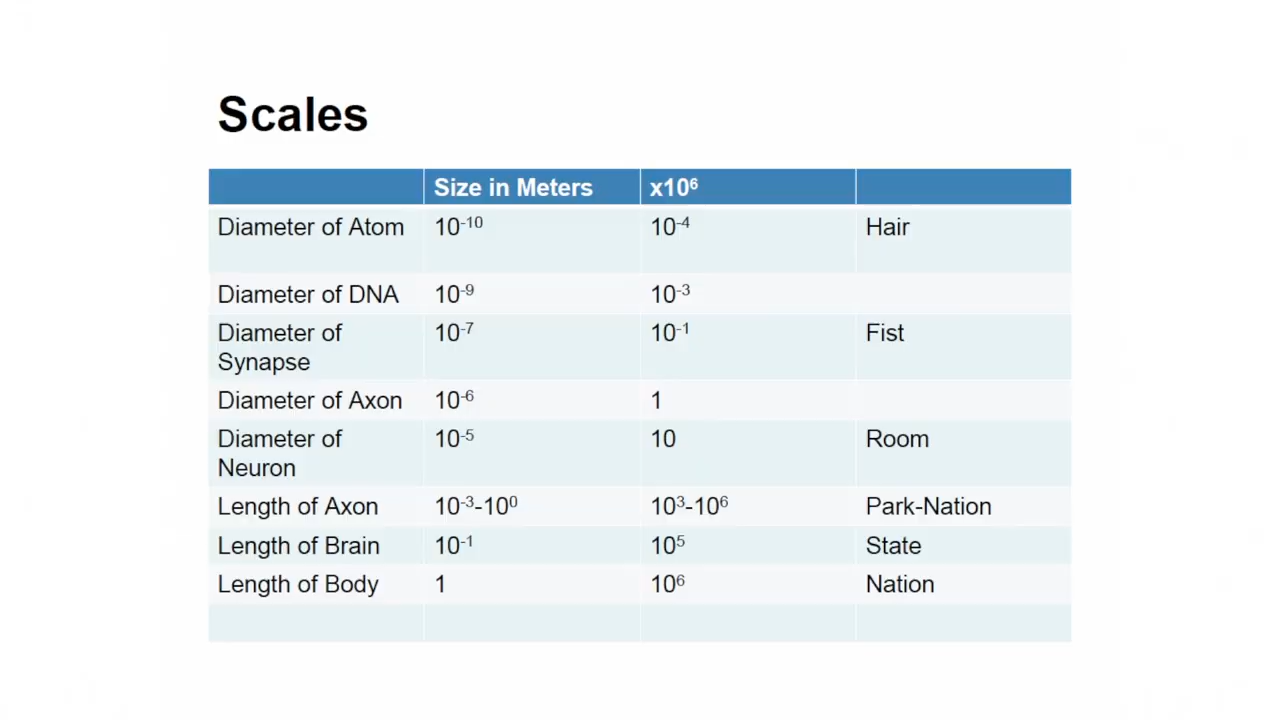 Scales
Size in Meters x10⁶
Diameter of Atom 10⁻¹⁰ 10⁻⁴ Hair
Diameter of DNA 10⁻⁹ 10⁻³
Diameter of
Synapse 10⁻⁷ 10⁻¹ Fist
Diameter of Axon 10⁻⁶ 1
Diameter of
Neuron 10⁻⁵ 10 Room
Length of Axon 10⁻³-10⁰ 10³-10⁶ Park-Nation
Length of Brain 10⁻¹ 10⁵ State
Length of Body 1 10⁶ Nation